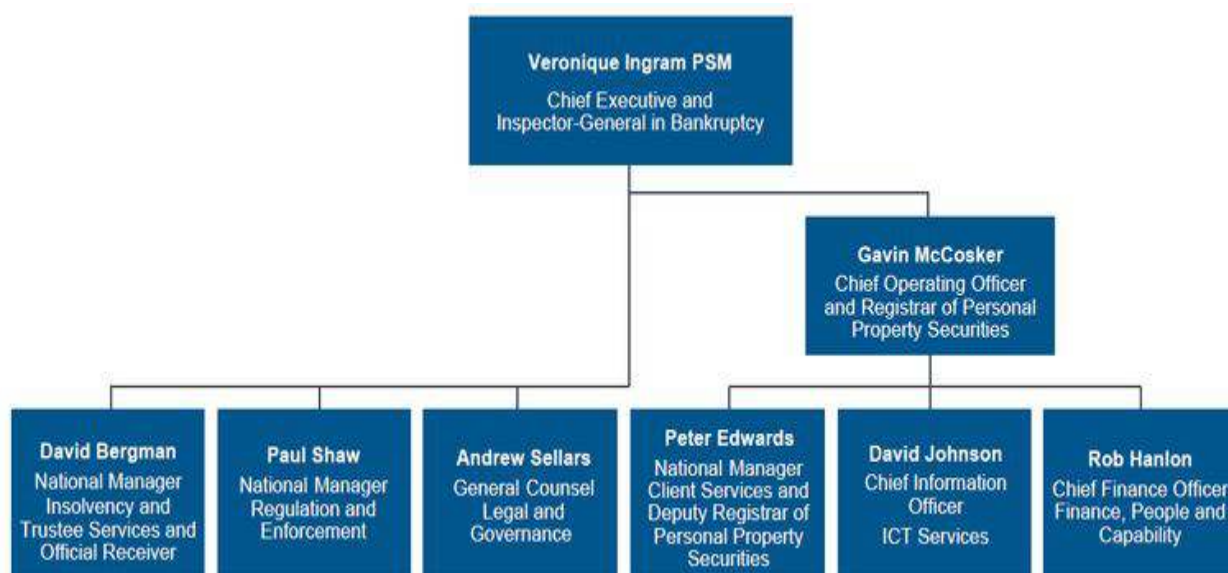 Veronique Ingram PSM
Chief Executive and
Inspector-General in Bankruptcy
Gavin McCosker
Chief Operating Officer
and Registrar of Personal
Property Securities
David Bergman
National Manager
Insolvency and
Trustee Services and
Official Receiver
Paul Shaw
National Manager
Regulation and
Enforcement
Andrew Sellars
General Counsel
Legal and
Governance
Peter Edwards
National Manager
Client Services and
Deputy Registrar of
Personal Property
Securities
David Johnson
Chief Information
Officer
ICT Services
Rob Hanlon
Chief Finance Officer
Finance, People and
Capability